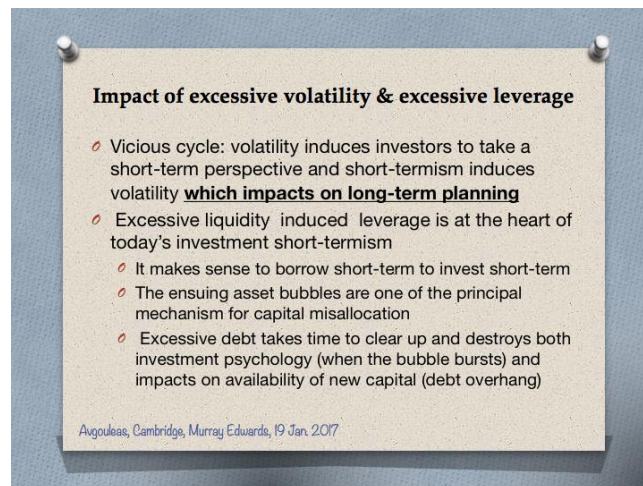 Impact of excessive volatility & excessive leverage
Vicious cycle: volatility induces investors to take a
short-term perspective and short-termism induces
volatility which impacts on long-term planning
Excessive liquidity induced leverage is at the heart of
today's investment short-termism
It makes sense to borrow short-term to invest short-term
The ensuing asset bubbles are one of the principal
mechanism for capital misallocation
Excessive debt takes time to clear up and destroys both
investment psychology (when the bubble bursts) and
impacts on availability of new capital (debt overhang)
Avgouleas, Cambridge, Murray Edwards, 19 Jan. 2017